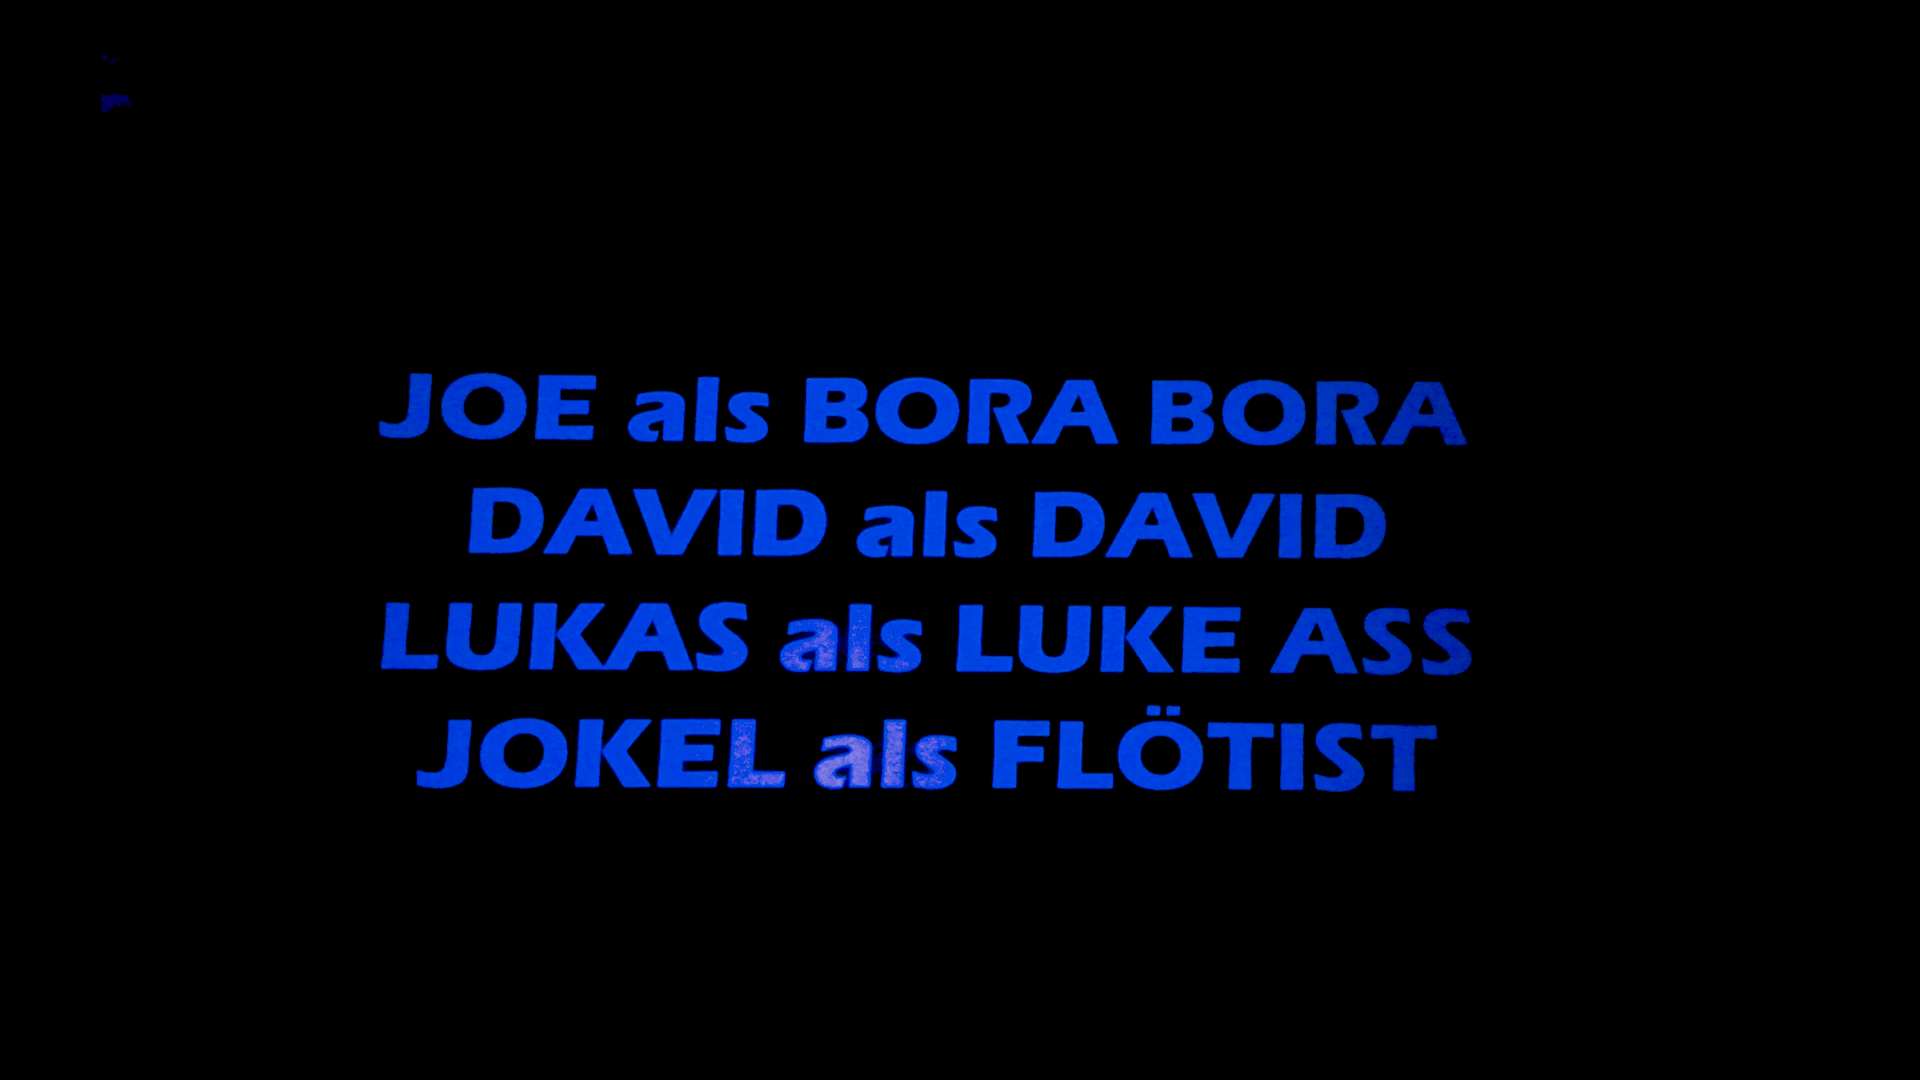 JOE als BORA BORA
DAVID als DAVID
LUKAS als LUKE ASS
JOKEL als FLÖTIST